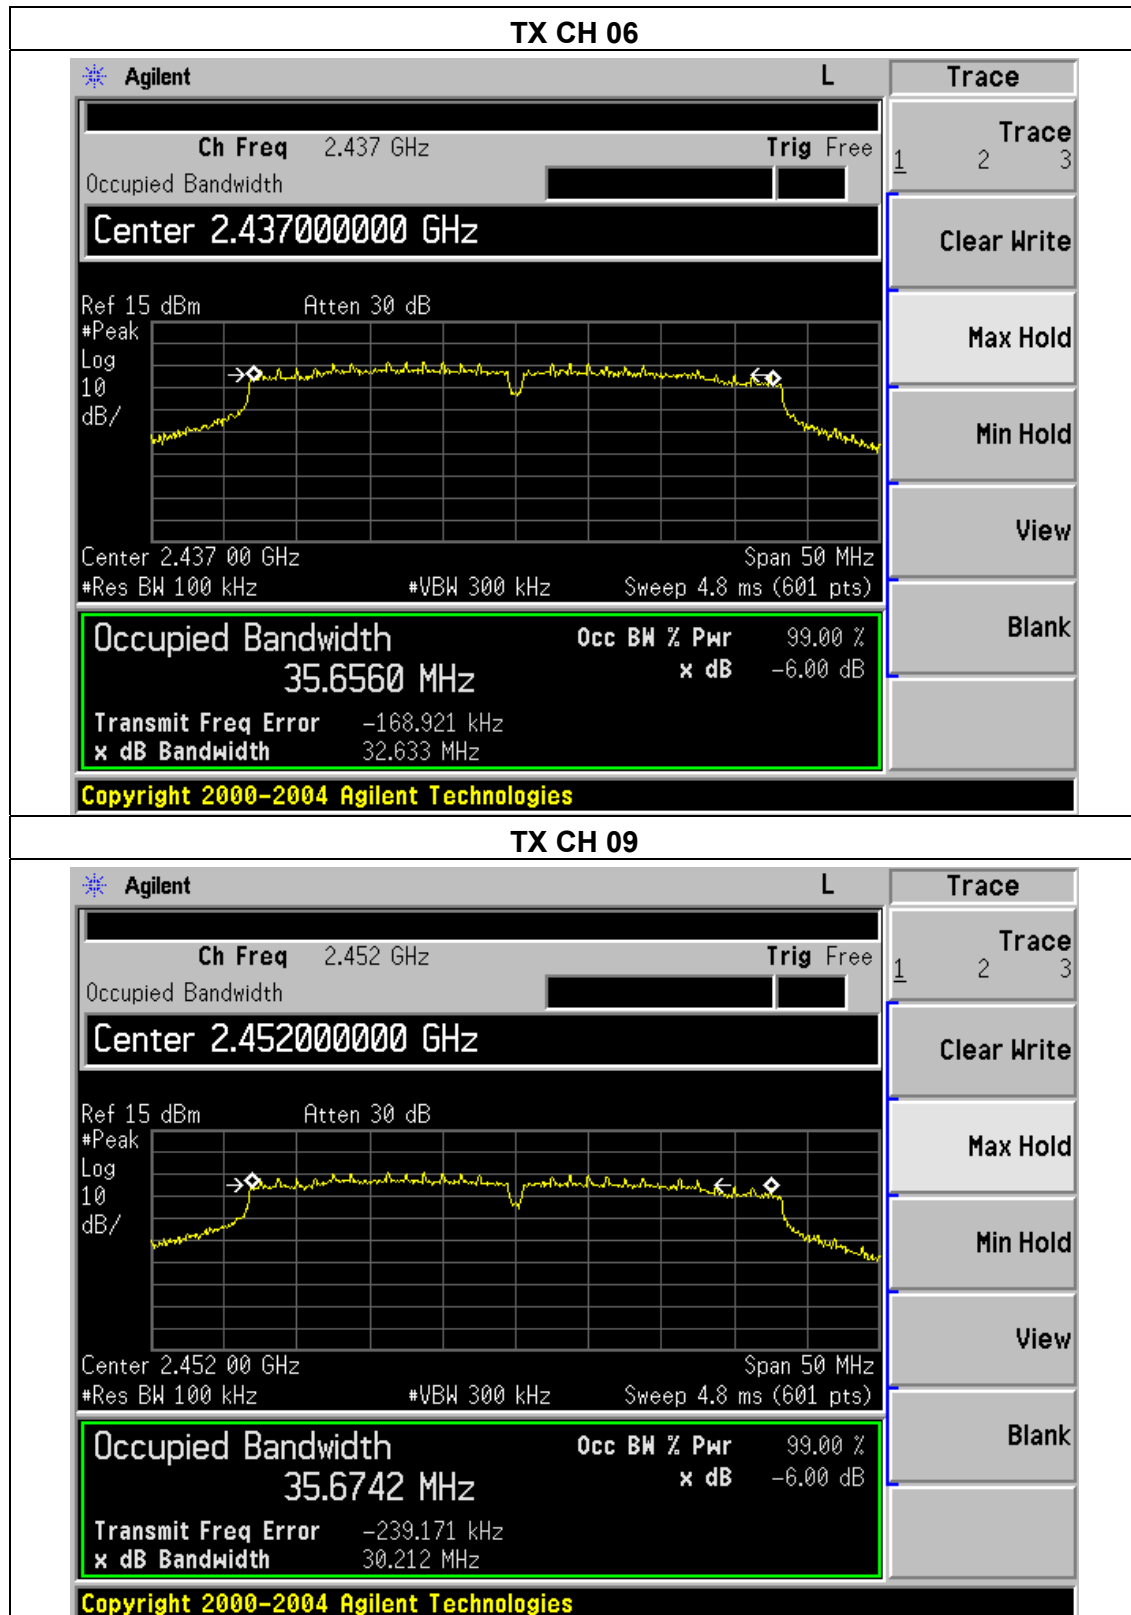 TX CH 06
Agilent L Trace
Ch Freq 2.437 GHz Trig Free
Occupied Bandwidth
Trace
1 2 3
Center 2.437000000 GHz
Clear Write
Ref 15 dBm Atten 30 dB
#Peak
Log
10
dB/
Max Hold
Min Hold
View
Center 2.437 00 GHz Span 50 MHz
#Res BW 100 kHz #VBW 300 kHz Sweep 4.8 ms (601 pts)
Blank
Occupied Bandwidth Occ BW % Pwr 99.00 %
35.6560 MHz x dB -6.00 dB
Transmit Freq Error -168.921 kHz
x dB Bandwidth 32.633 MHz
Copyright 2000-2004 Agilent Technologies
TX CH 09
Agilent L Trace
Ch Freq 2.452 GHz Trig Free
Occupied Bandwidth
Trace
1 2 3
Center 2.452000000 GHz
Clear Write
Ref 15 dBm Atten 30 dB
#Peak
Log
10
dB/
Max Hold
Min Hold
View
Center 2.452 00 GHz Span 50 MHz
#Res BW 100 kHz #VBW 300 kHz Sweep 4.8 ms (601 pts)
Blank
Occupied Bandwidth Occ BW % Pwr 99.00 %
35.6742 MHz x dB -6.00 dB
Transmit Freq Error -239.171 kHz
x dB Bandwidth 30.212 MHz
Copyright 2000-2004 Agilent Technologies